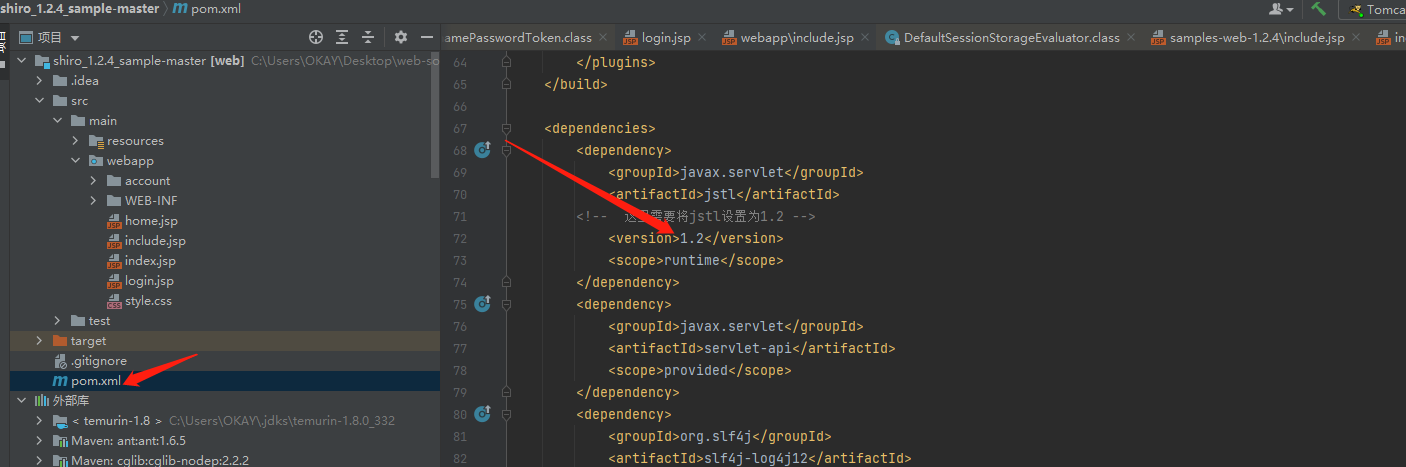 shiro_1.2.4_sample-master
pom.xml
Tomca
项目
shiro_1.2.4_sample-master [web] C:\Users\OKAY\Desktop\web-so
.idea
src
main
resources
webapp
account
WEB-INF
home.jsp
include.jsp
index.jsp
login.jsp
style.css
test
target
.gitignore
pom.xml
外部库
< temurin-1.8 > C:\Users\OKAY\.jdks\temurin-1.8.0_332
Maven: ant:ant:1.6.5
Maven: cglib:cglib-nodep:2.2.2
amePasswordToken.class
login.jsp
webapp\include.jsp
DefaultSessionStorageEvaluator.class
samples-web-1.2.4\include.jsp
in
64 </plugins>
65 </build>
66
67 <dependencies>
68 <dependency>
69 <groupId>javax.servlet</groupId>
70 <artifactId>jstl</artifactId>
71 <!-- 这里需要将jstl设置为1.2 -->
72 <version>1.2</version>
73 <scope>runtime</scope>
74 </dependency>
75 <dependency>
76 <groupId>javax.servlet</groupId>
77 <artifactId>servlet-api</artifactId>
78 <scope>provided</scope>
79 </dependency>
80 <dependency>
81 <groupId>org.slf4j</groupId>
82 <artifactId>slf4j-log4j12</artifactId>